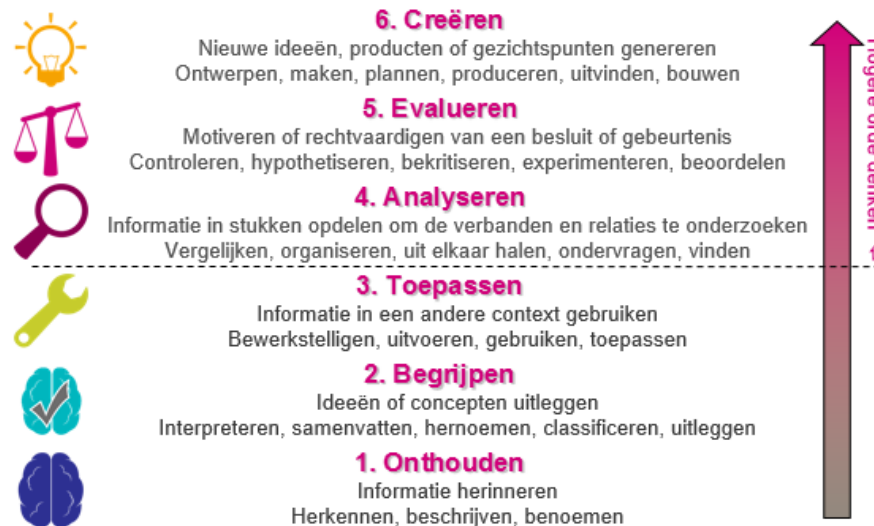 6. Creëren
Nieuwe ideeën, producten of gezichtspunten genereren
Ontwerpen, maken, plannen, produceren, uitvinden, bouwen
5. Evalueren
Motiveren of rechtvaardigen van een besluit of gebeurtenis
Controleren, hypothetiseren, bekritiseren, experimenteren, beoordelen
4. Analyseren
Informatie in stukken opdelen om de verbanden en relaties te onderzoeken
Vergelijken, organiseren, uit elkaar halen, ondervragen, vinden
3. Toepassen
Informatie in een andere context gebruiken
Bewerkstelligen, uitvoeren, gebruiken, toepassen
2. Begrijpen
Ideeën of concepten uitleggen
Interpreteren, samenvatten, hernoemen, classificeren, uitleggen
1. Onthouden
Informatie herinneren
Herkennen, beschrijven, benoemen
Hogere orde denken